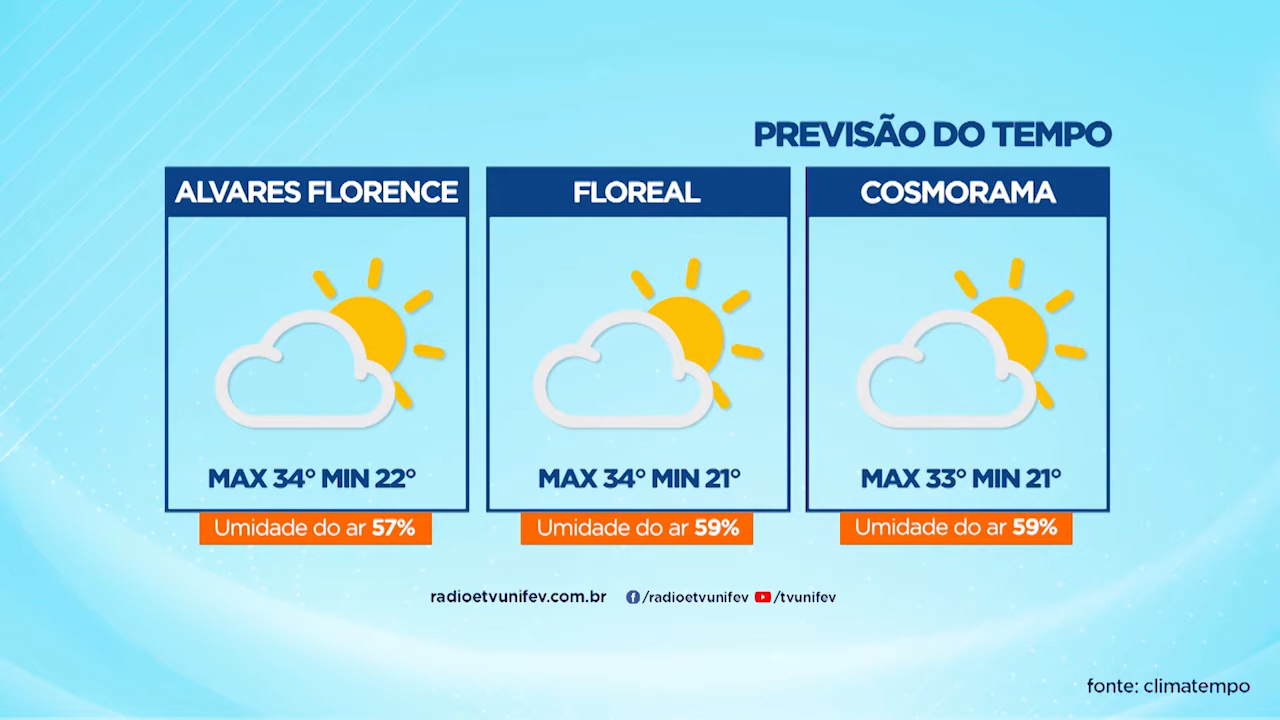 PREVISÃO DO TEMPO
ALVARES FLORENCE
MAX 34° MIN 22°
Umidade do ar 57%
FLOREAL
MAX 34° MIN 21°
Umidade do ar 59%
COSMORAMA
MAX 33° MIN 21°
Umidade do ar 59%
radioetvunifev.com.br /radioetvunifev /tvunifev
fonte: climatempo